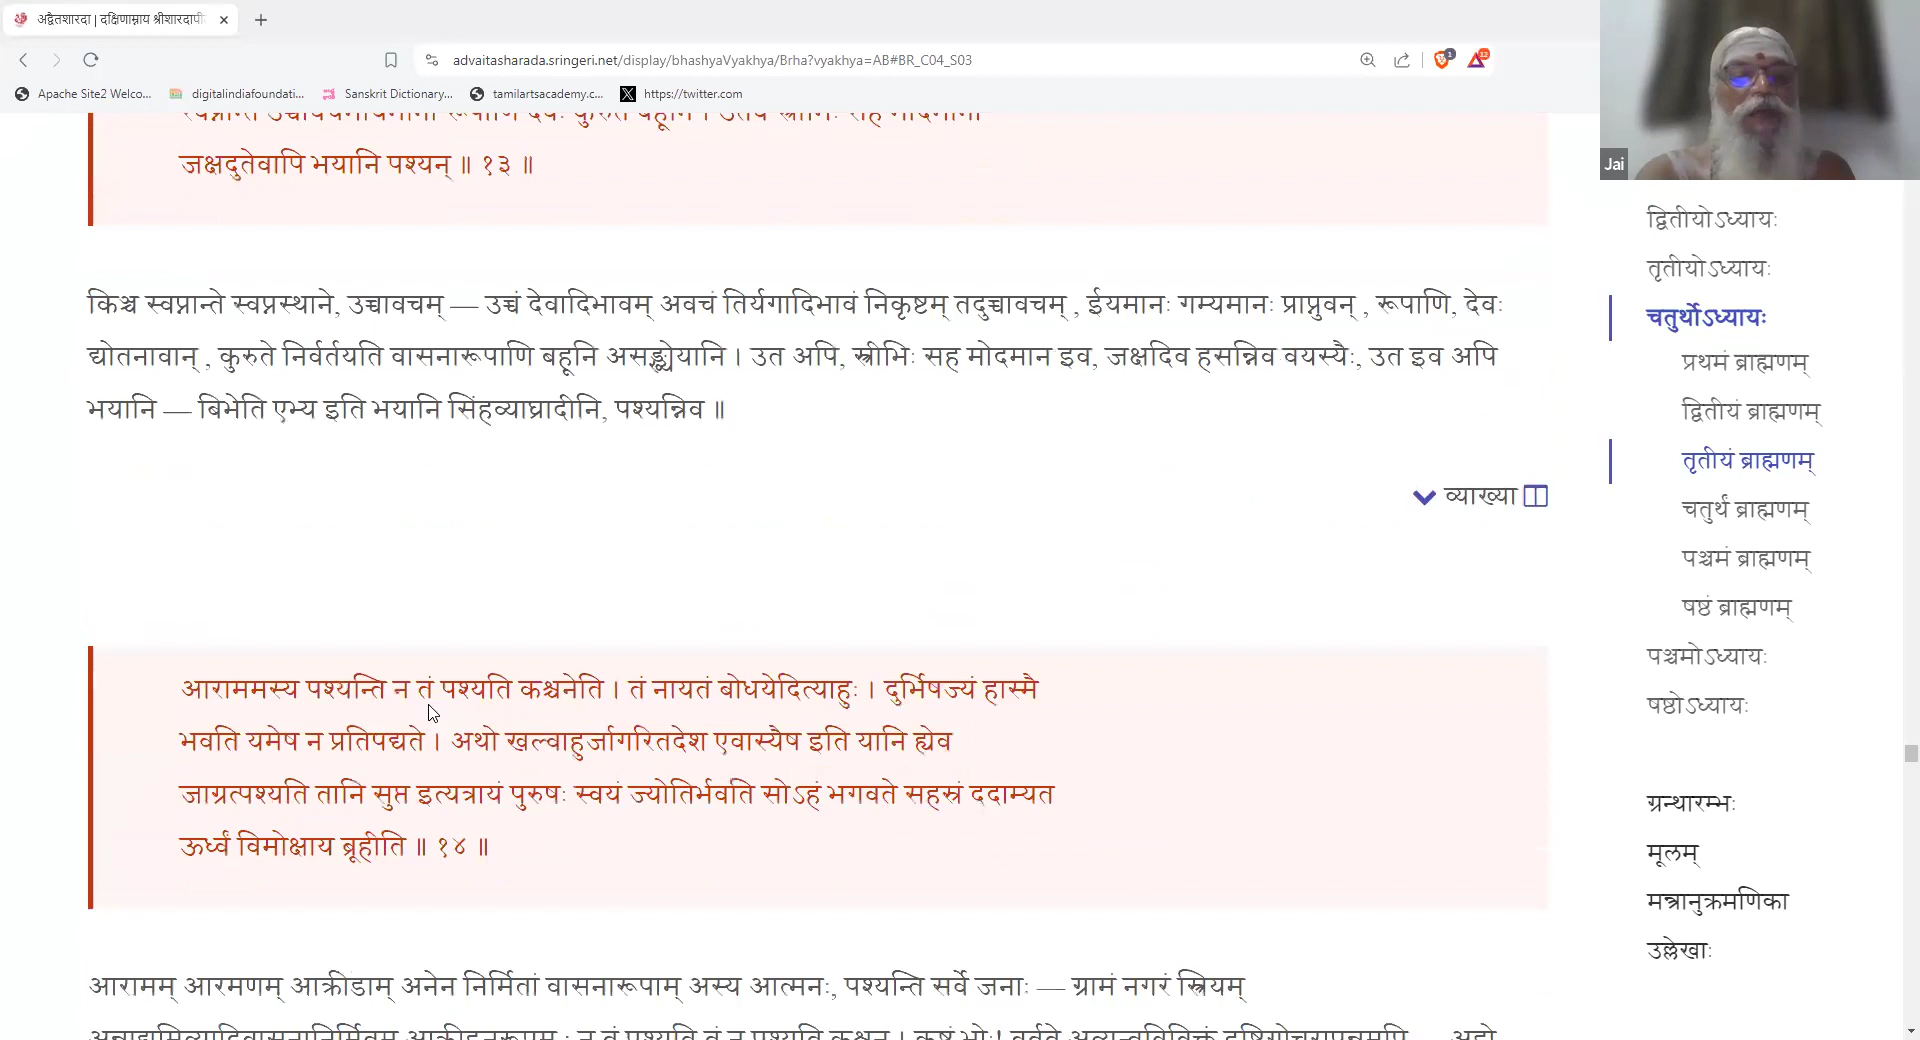 अद्वैतशारदा | दक्षिणाम्नाय श्रीशारदापी
advaitasharada.sringeri.net/display/bhashyaVyakhya/Brha?vyakhya=AB#BR_C04_S03
1
12
Apache Site2 Welco...
digitalindiafoundati...
Sanskrit Dictionary...
tamilartsacademy.c...
https://twitter.com
Jai
जक्षदुतेवापि भयानि पश्यन् ॥ १३ ॥
किञ्च स्वप्नान्ते स्वप्नस्थाने, उच्चावचम् — उच्चं देवादिभावम् अवचं तिर्यगादिभावं निकृष्टम् तदुच्चावचम् , ईयमानः गम्यमानः प्राप्नुवन् , रूपाणि, देवः
द्योतनावान् , कुरुते निर्वर्तयति वासनारूपाणि बहूनि असङ्ख्येयानि । उत अपि, स्त्रीभिः सह मोदमान इव, जक्षदिव हसन्निव वयस्यैः, उत इव अपि
भयानि — बिभेति एभ्य इति भयानि सिंहव्याघ्रादीनि, पश्यन्निव ॥
व्याख्या
आराममस्य पश्यन्ति न तं पश्यति कश्चनेति । तं नायतं बोधयेदित्याहुः । दुर्भिषज्यं हास्मै
भवति यमेष न प्रतिपद्यते । अथो खल्वाहुर्जागरितदेश एवास्यैष इति यानि ह्येव
जाग्रत्पश्यति तानि सुप्त इत्यत्रायं पुरुषः स्वयं ज्योतिर्भवति सोऽहं भगवते सहस्रं ददाम्यत
ऊर्ध्वं विमोक्षाय ब्रूहीति ॥ १४ ॥
आरामम् आरमणम् आक्रीडाम् अनेन निर्मितां वासनारूपाम् अस्य आत्मनः, पश्यन्ति सर्वे जनाः — ग्रामं नगरं स्त्रियम्
द्वितीयोऽध्यायः
तृतीयोऽध्यायः
चतुर्थोऽध्यायः
प्रथमं ब्राह्मणम्
द्वितीयं ब्राह्मणम्
तृतीयं ब्राह्मणम्
चतुर्थं ब्राह्मणम्
पञ्चमं ब्राह्मणम्
षष्ठं ब्राह्मणम्
पञ्चमोऽध्यायः
षष्ठोऽध्यायः
ग्रन्थारम्भः
मूलम्
मन्त्रानुक्रमणिका
उल्लेखाः